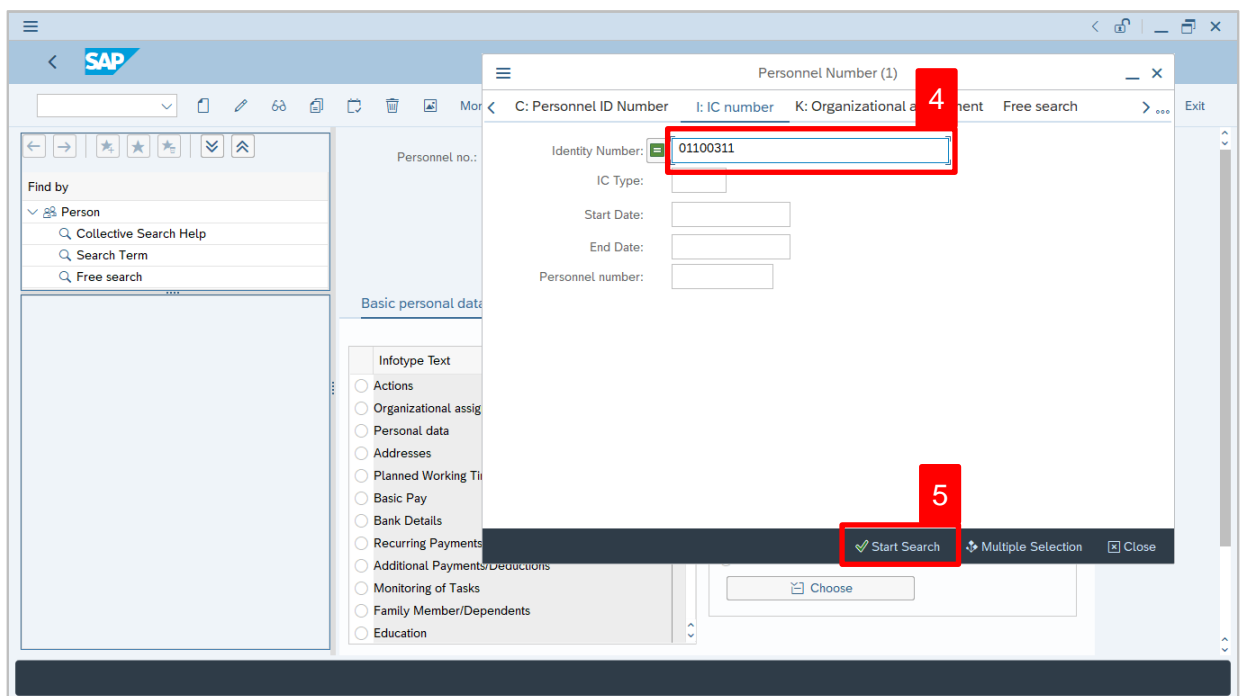 SAP
Personnel Number (1)
Mor
C: Personnel ID Number
I: IC number
K: Organizational a
ment
Free search
Exit
4
Personnel no.:
Identity Number:
01100311
IC Type:
Start Date:
End Date:
Personnel number:
Find by
Person
Collective Search Help
Search Term
Free search
Basic personal data
Infotype Text
Actions
Organizational assig
Personal data
Addresses
Planned Working Ti
Basic Pay
Bank Details
Recurring Payments
Additional Payments/Deductions
Monitoring of Tasks
Family Member/Dependents
Education
5
Start Search
Multiple Selection
Close
Choose